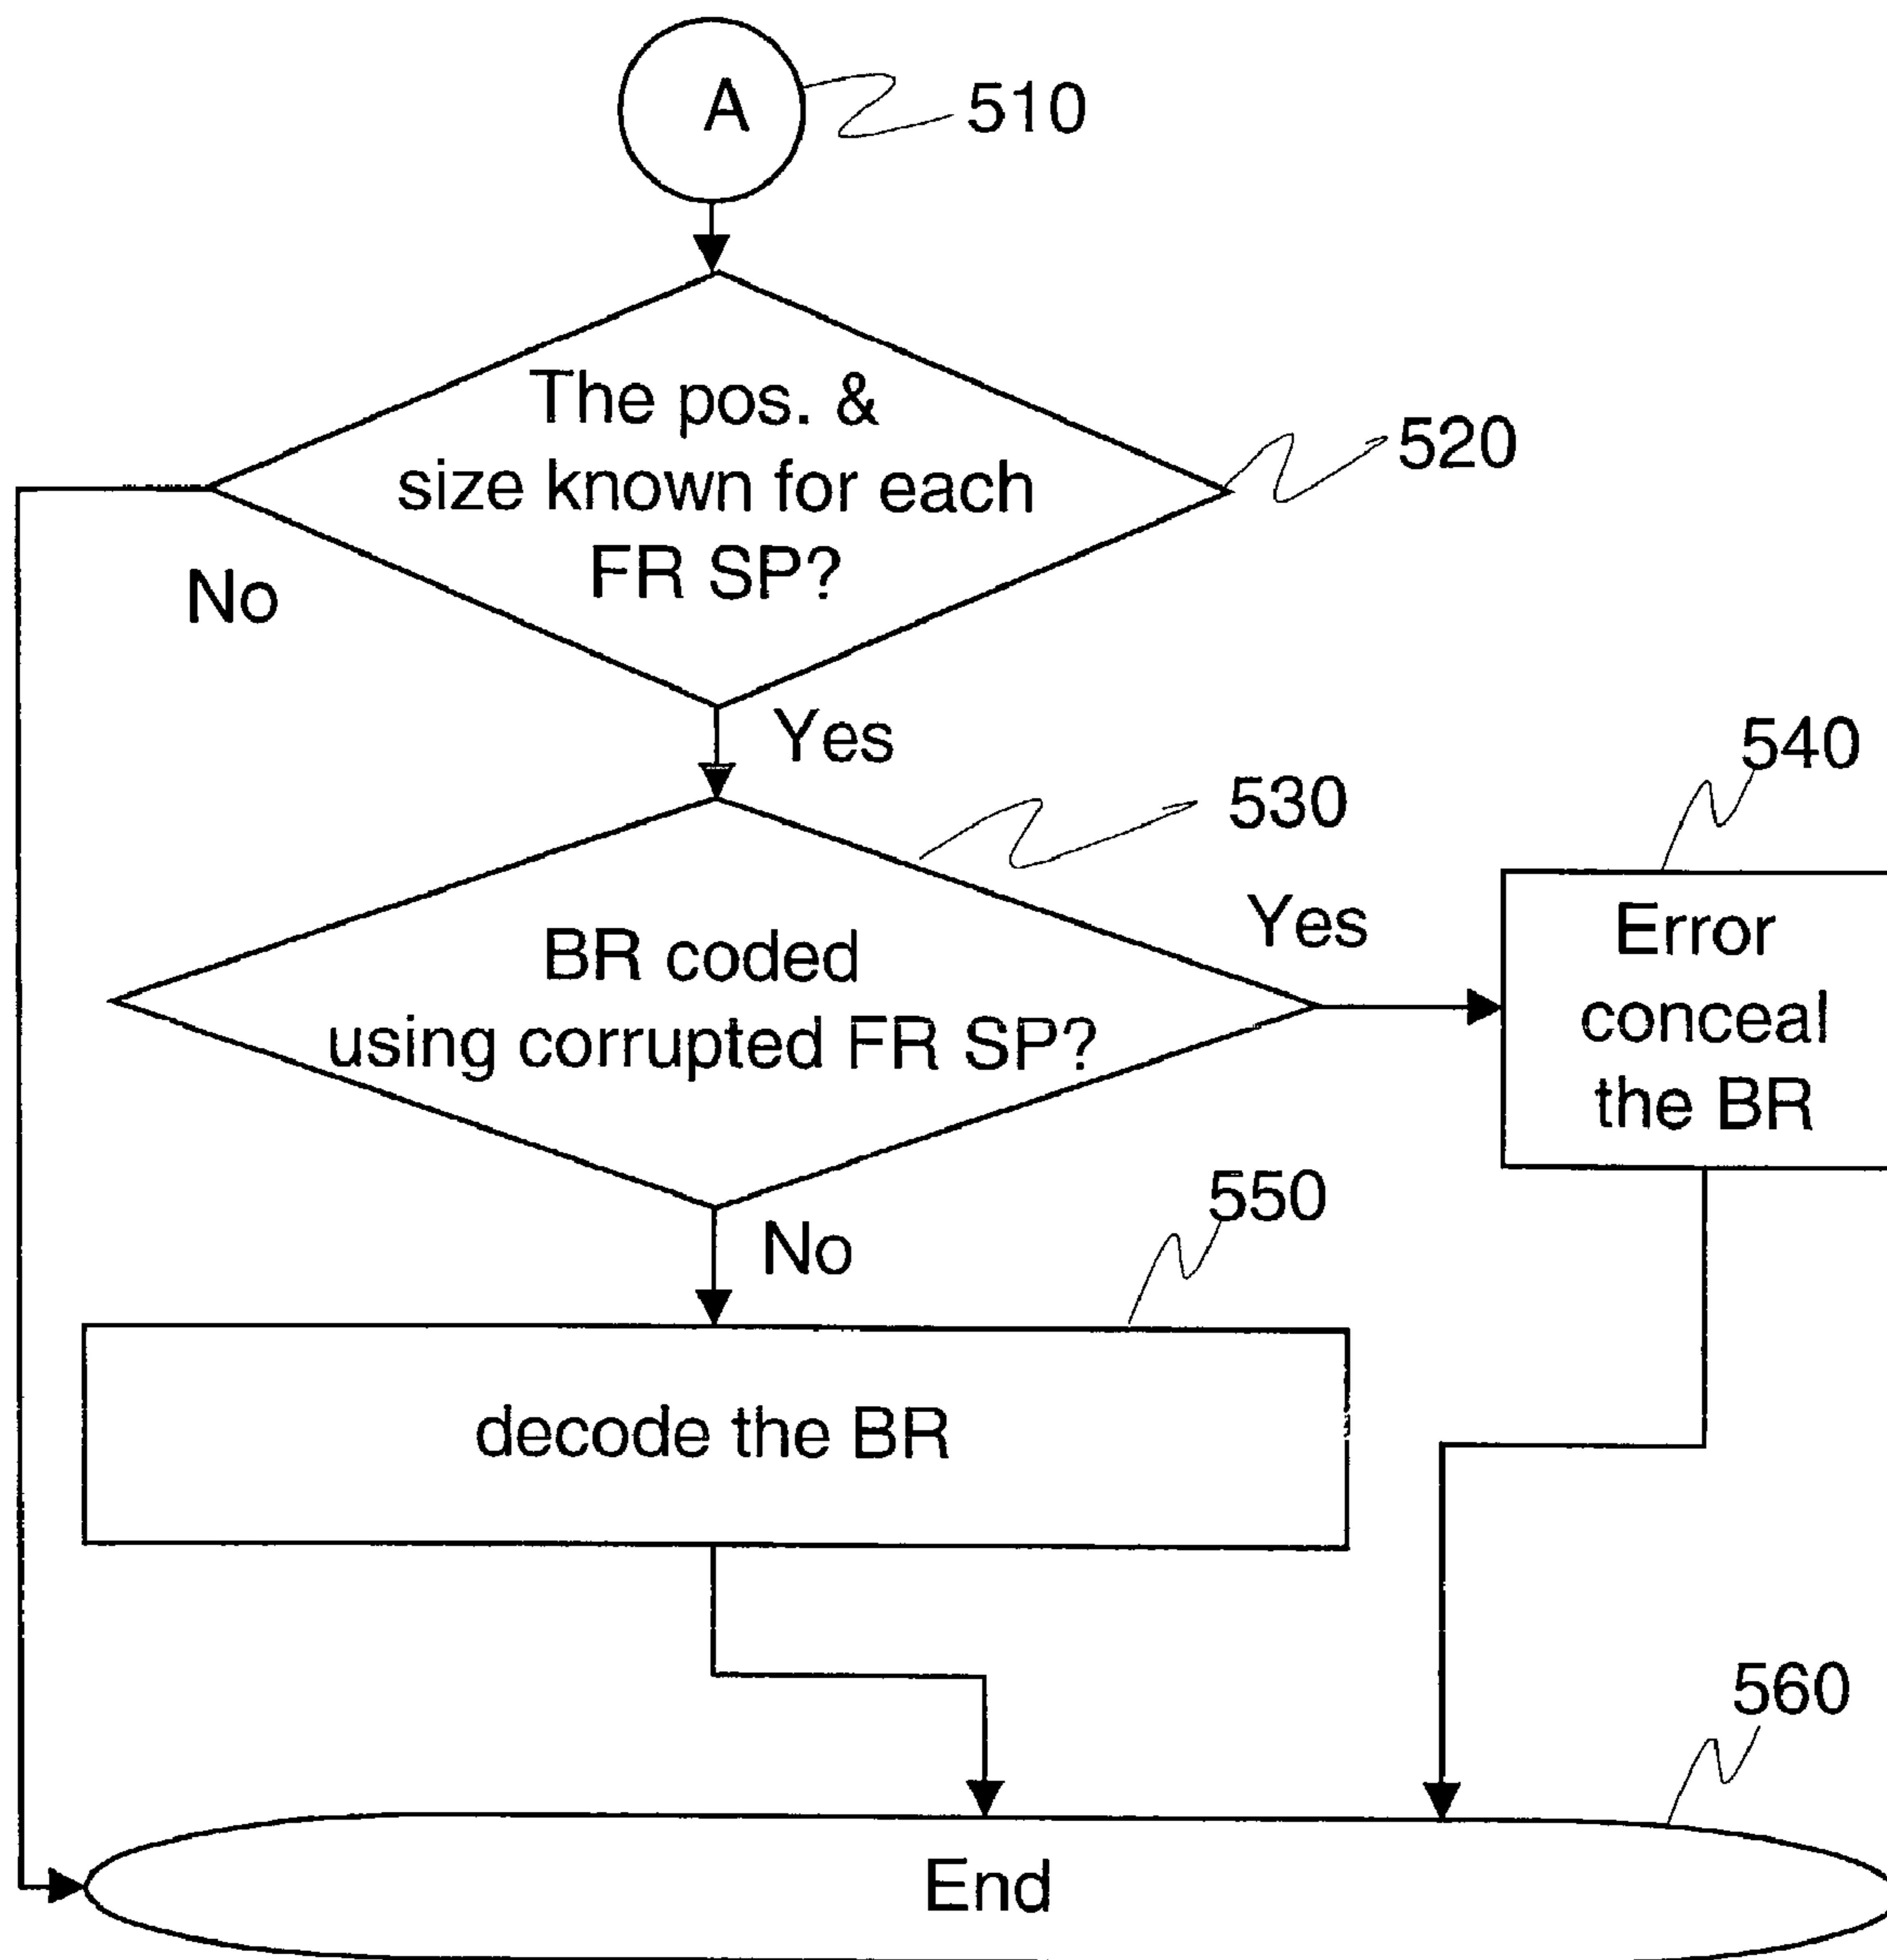 A
510
The pos. &
size known for each
FR SP?
520
No
Yes
530
540
BR coded
using corrupted FR SP?
Yes
Error
conceal
the BR
No
550
decode the BR
560
End